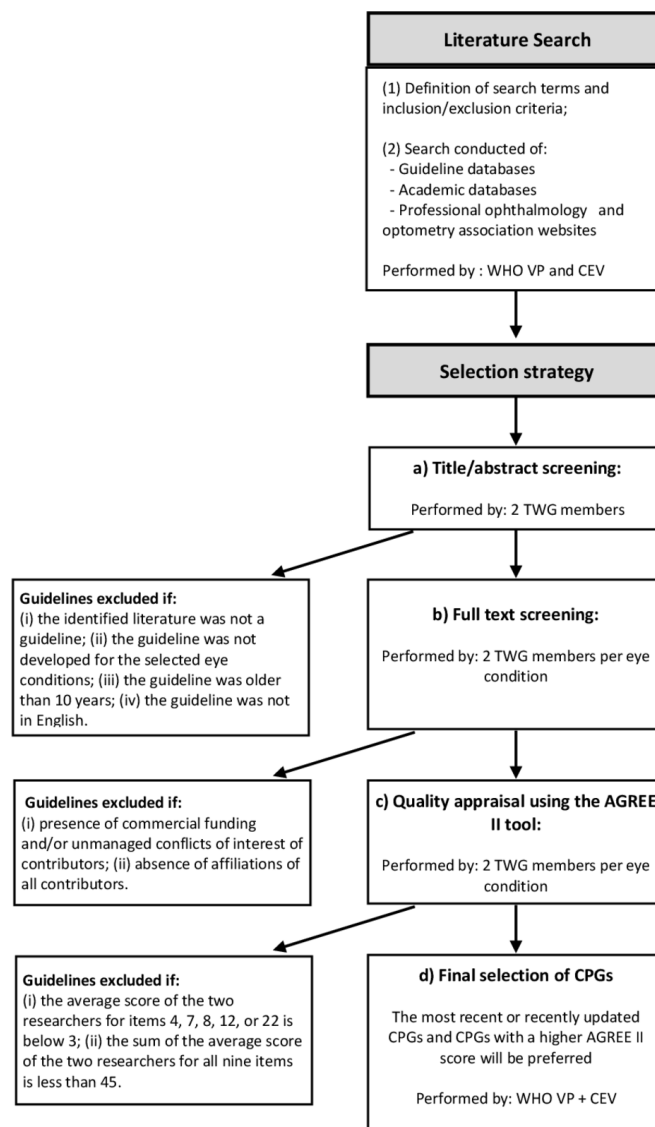 Literature Search
(1) Definition of search terms and
inclusion/exclusion criteria;
(2) Search conducted of:
- Guideline databases
- Academic databases
- Professional ophthalmology and
optometry association websites
Performed by : WHO VP and CEV
Selection strategy
a) Title/abstract screening:
Performed by: 2 TWG members
Guidelines excluded if:
(i) the identified literature was not a
guideline; (ii) the guideline was not
developed for the selected eye
conditions; (iii) the guideline was older
than 10 years; (iv) the guideline was not
in English.
b) Full text screening:
Performed by: 2 TWG members per eye
condition
Guidelines excluded if:
(i) presence of commercial funding
and/or unmanaged conflicts of interest of
contributors; (ii) absence of affiliations of
all contributors.
c) Quality appraisal using the AGREE
II tool:
Performed by: 2 TWG members per eye
condition
Guidelines excluded if:
(i) the average score of the two
researchers for items 4, 7, 8, 12, or 22 is
below 3; (ii) the sum of the average score
of the two researchers for all nine items
is less than 45.
d) Final selection of CPGs
The most recent or recently updated
CPGs and CPGs with a higher AGREE II
score will be preferred
Performed by: WHO VP + CEV